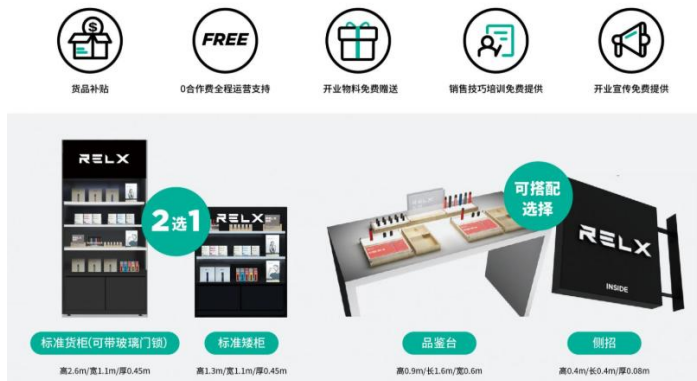 $
FREE
货品补贴
0合作费全程运营支持
开业物料免费赠送
销售技巧培训免费提供
开业宣传免费提供
RELX
2选1
RELX
可搭配
选择
RELX
INSIDE
标准货柜(可带玻璃门锁)
标准矮柜
品鉴台
侧招
高2.6m/宽1.1m/厚0.45m
高1.3m/宽1.1m/厚0.45m
高0.9m/长1.6m/宽0.6m
高0.4m/长0.4m/厚0.08m